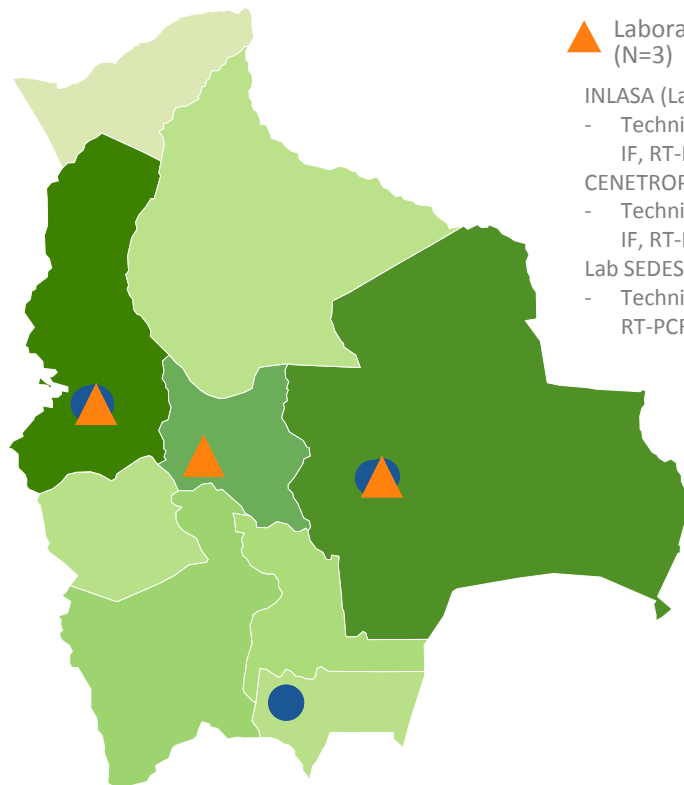 Labora
(N=3)
INLASA (La
- Techni
IF, RT-
CENETROP
- Techni
IF, RT-
Lab SEDES
- Techni
RT-PCR